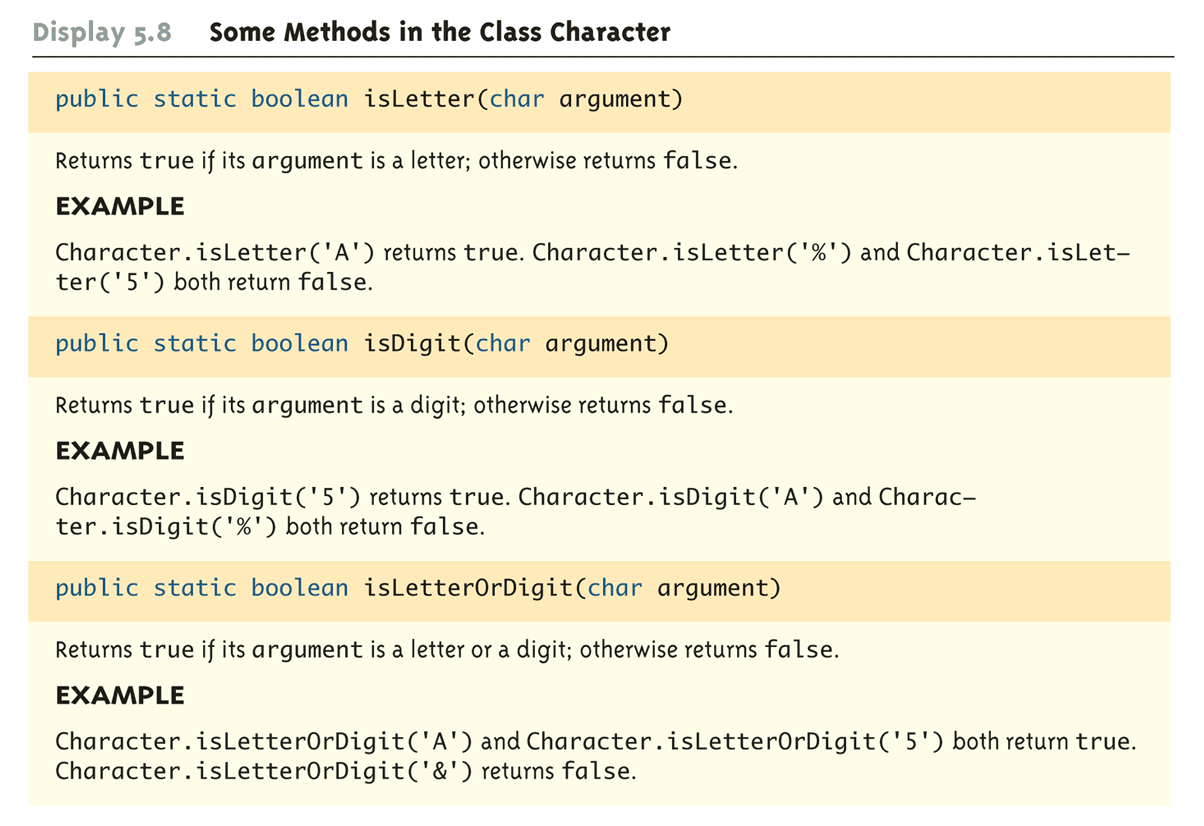 Display 5.8 Some Methods in the Class Character
public static boolean isLetter(char argument)
Returns true if its argument is a letter; otherwise returns false.
EXAMPLE
Character.isLetter('A') returns true. Character.isLetter('%') and Character.isLet–
ter('5') both return false.
public static boolean isDigit(char argument)
Returns true if its argument is a digit; otherwise returns false.
EXAMPLE
Character.isDigit('5') returns true. Character.isDigit('A') and Charac–
ter.isDigit('%') both return false.
public static boolean isLetterOrDigit(char argument)
Returns true if its argument is a letter or a digit; otherwise returns false.
EXAMPLE
Character.isLetterOrDigit('A') and Character.isLetterOrDigit('5') both return true.
Character.isLetterOrDigit('&') returns false.